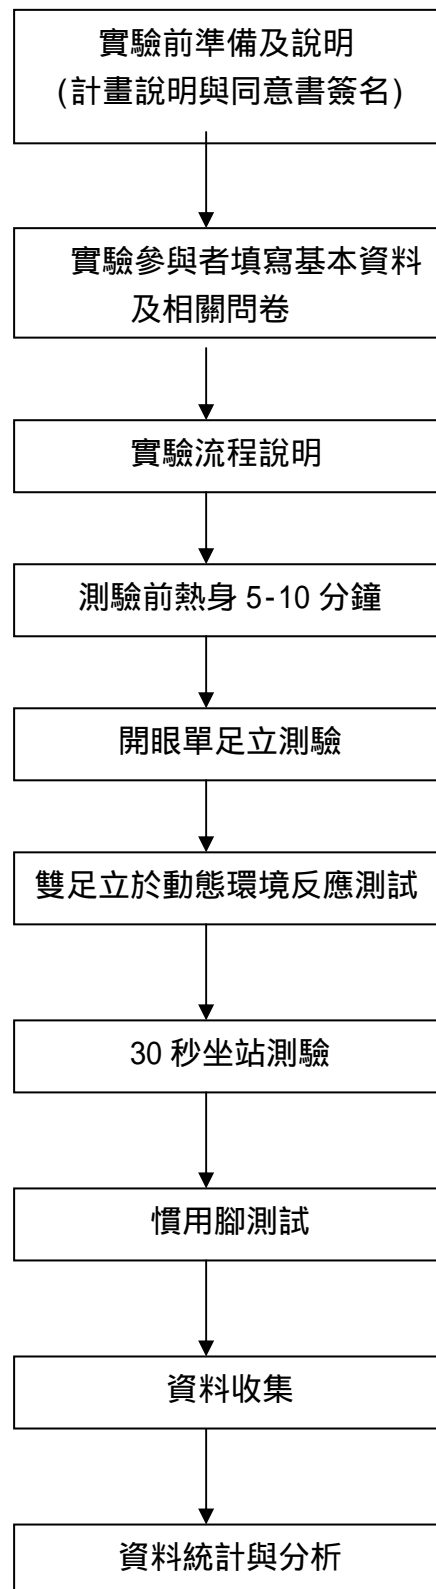 實驗前準備及說明
(計畫說明與同意書簽名)
實驗參與者填寫基本資料
及相關問卷
實驗流程說明
測驗前熱身 5-10 分鐘
開眼單足立測驗
雙足立於動態環境反應測試
30 秒坐站測驗
慣用腳測試
資料收集
資料統計與分析